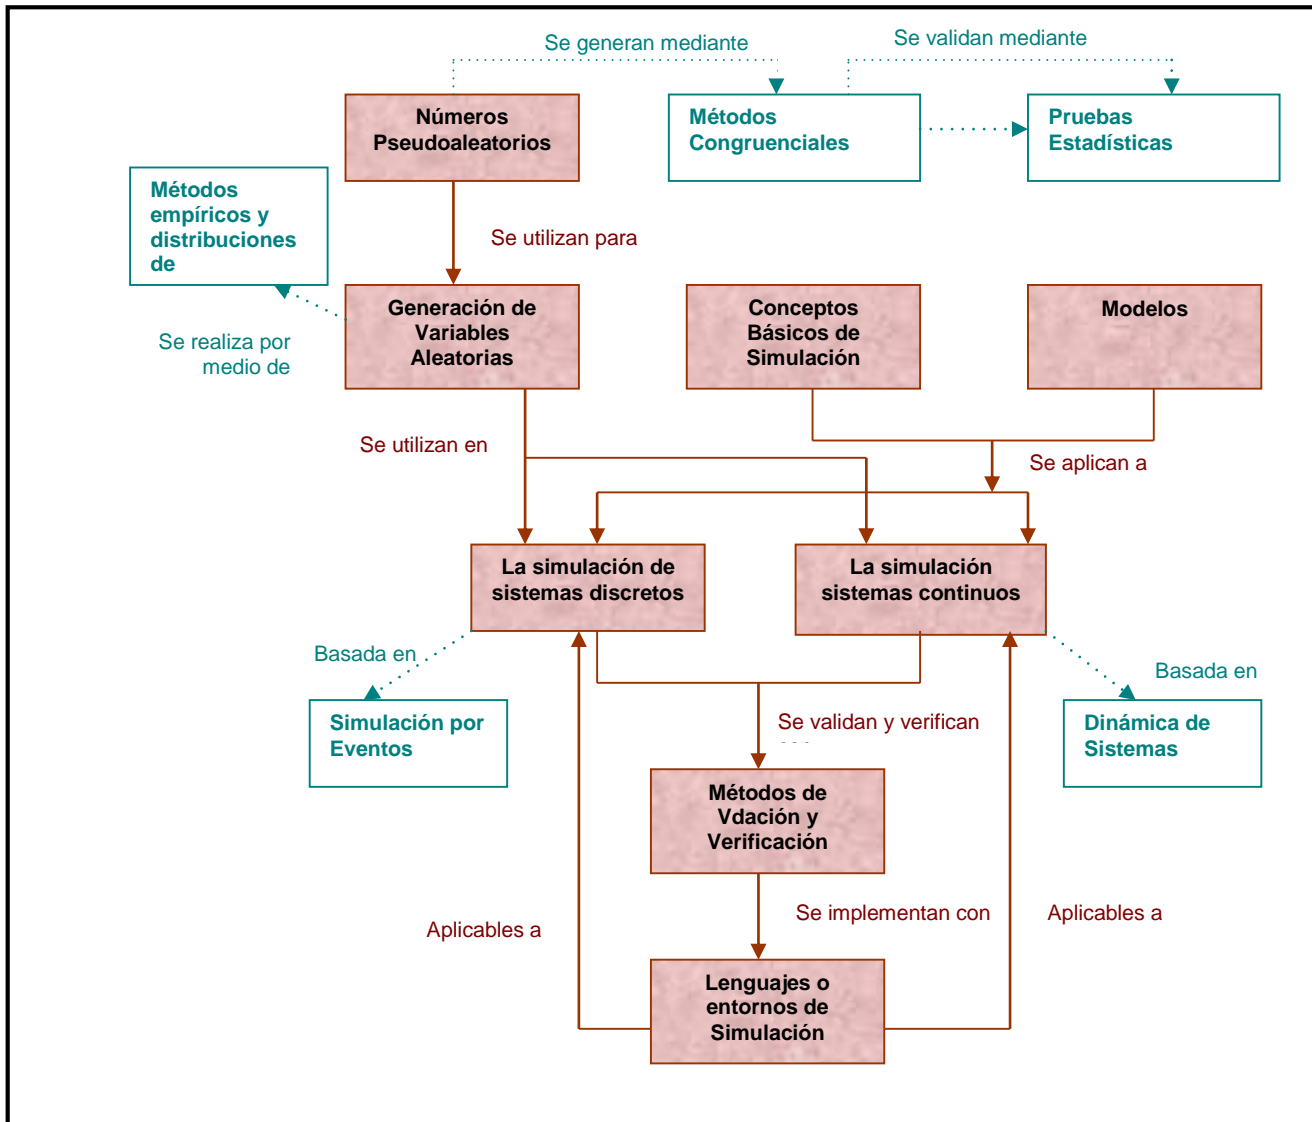 Se generan mediante
Se validan mediante
Números
Pseudoaleatorios
Métodos
Congruenciales
Pruebas
Estadísticas
Métodos
empíricos y
distribuciones
de
Se utilizan para
Generación de
Variables
Aleatorias
Conceptos
Básicos de
Simulación
Modelos
Se realiza por
medio de
Se utilizan en
Se aplican a
La simulación de
sistemas discretos
La simulación
sistemas continuos
Basada en
Basada en
Simulación por
Eventos
Se validan y verifican
Dinámica de
Sistemas
Métodos de
Vdación y
Verificación
Se implementan con
Aplicables a
Aplicables a
Lenguajes o
entornos de
Simulación